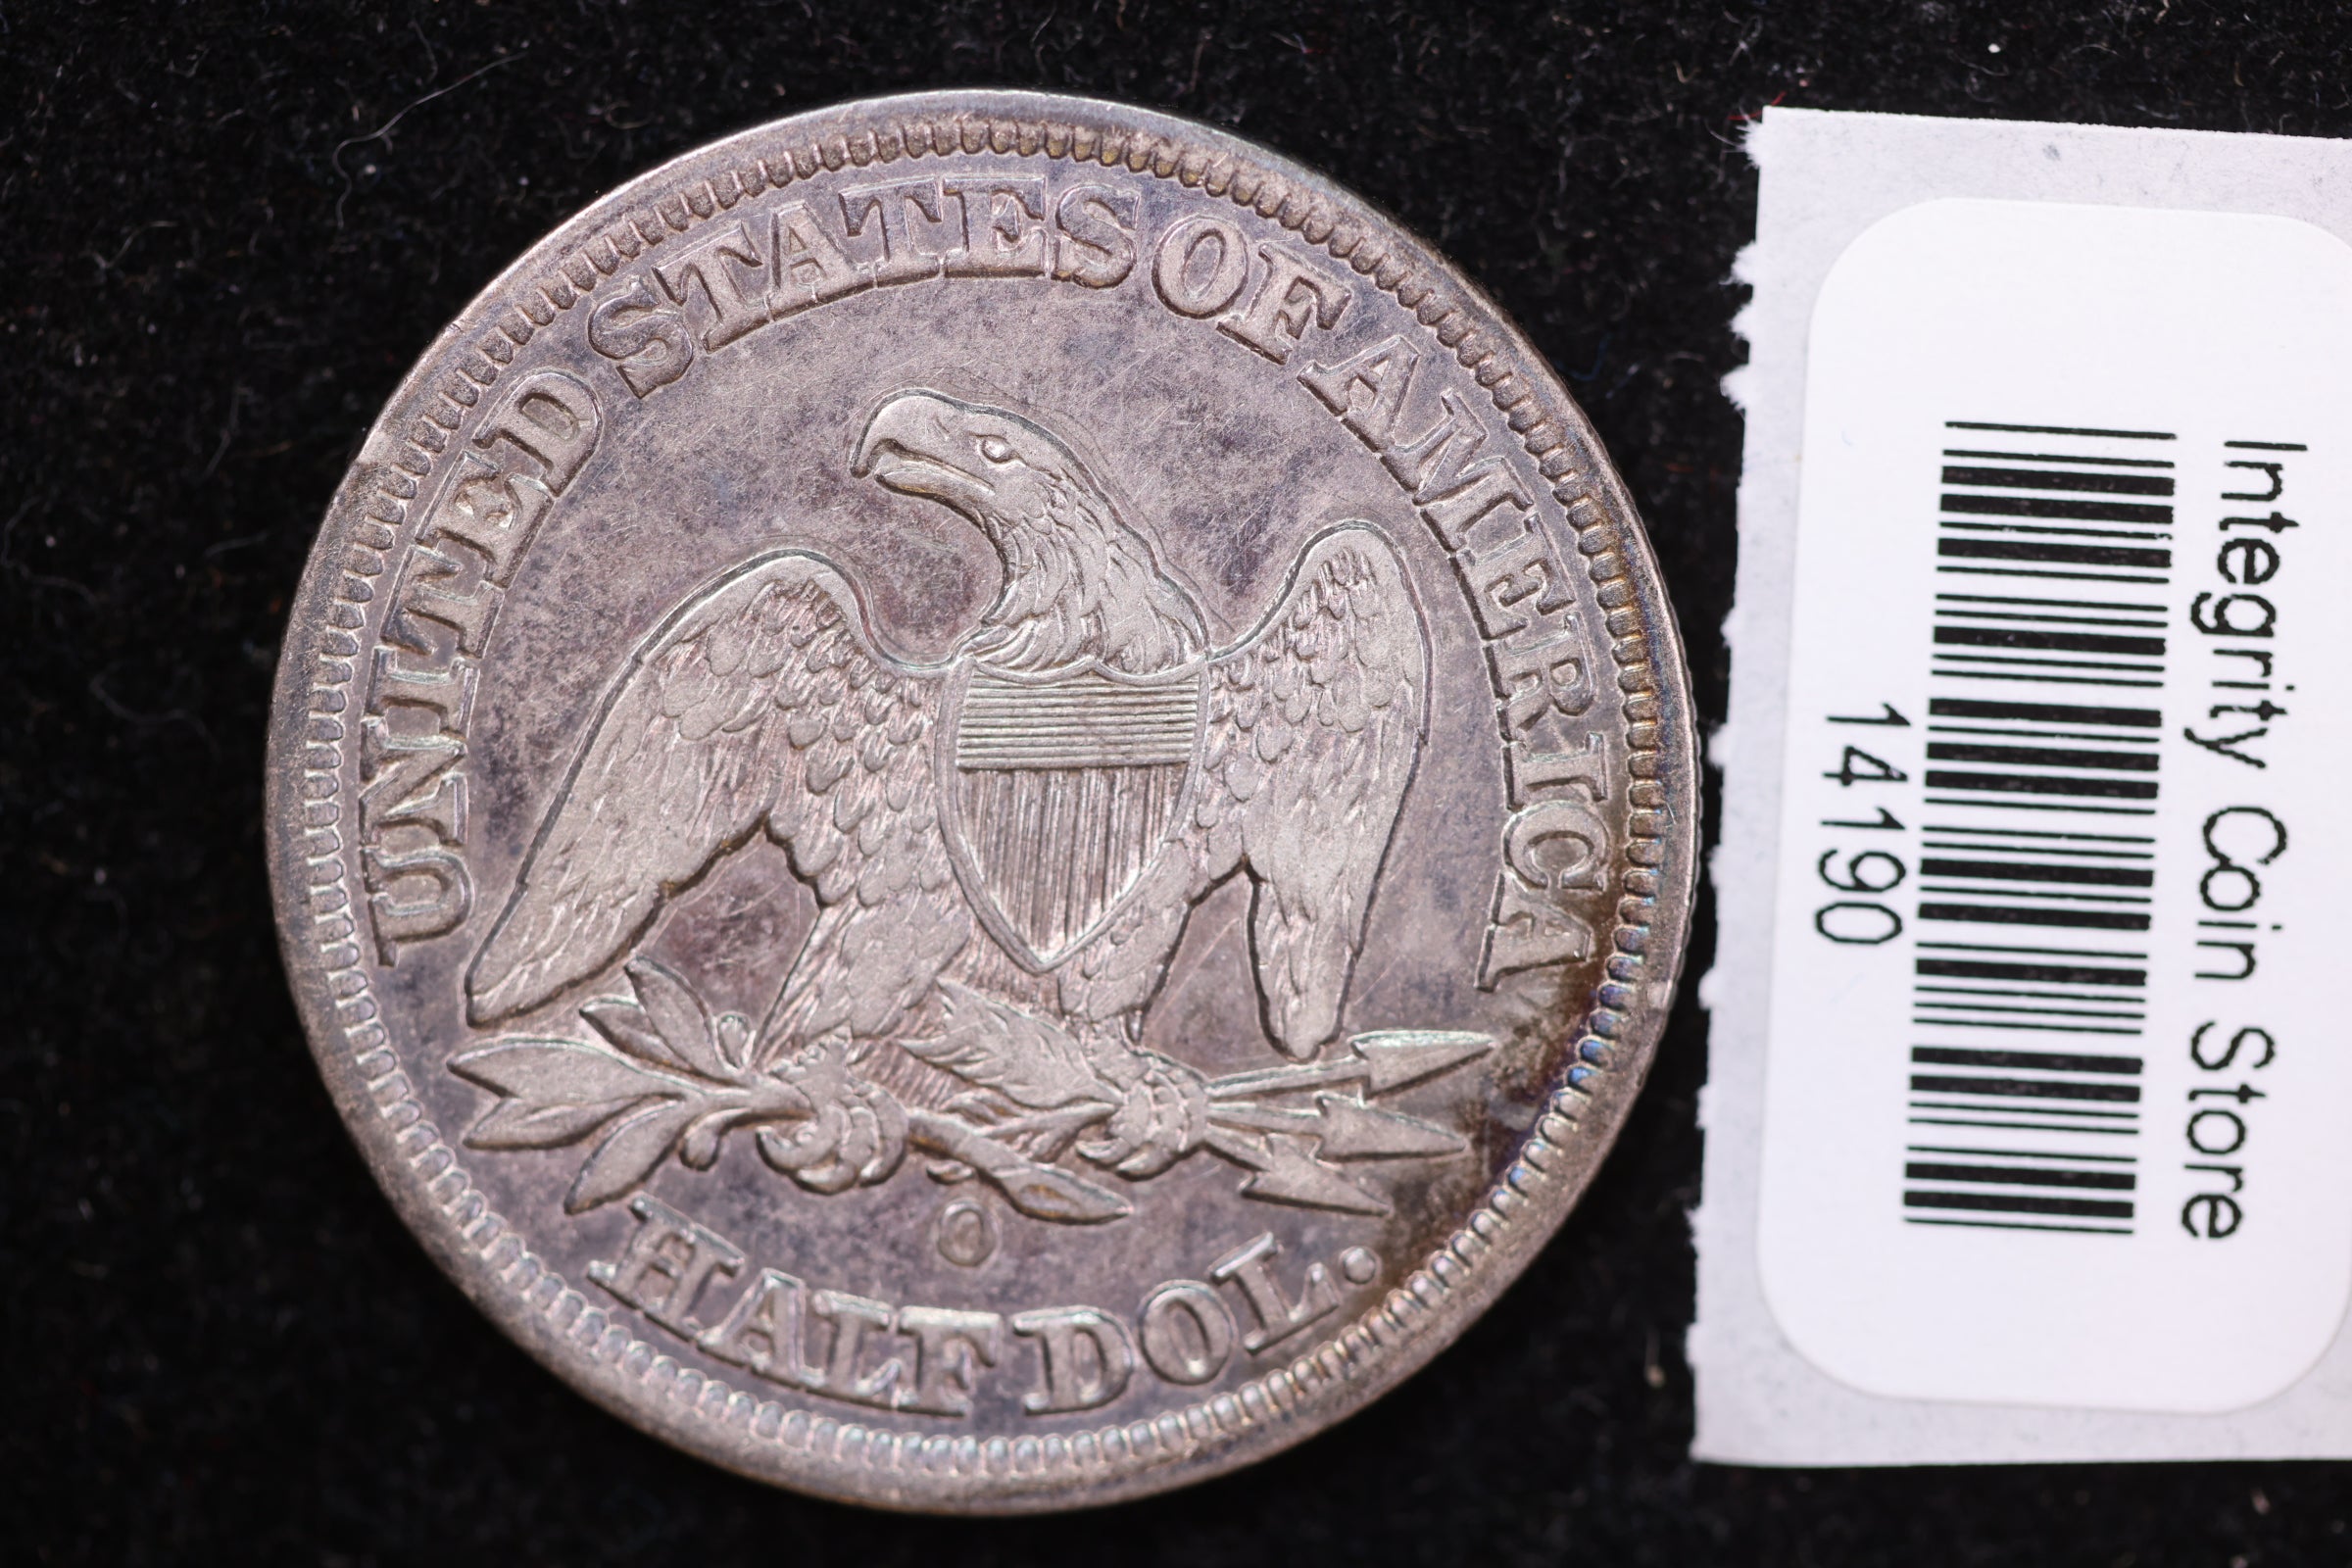 UNITED STATES OF AMERICA
O
HALF DOL.
Integrity Coin Store
14190